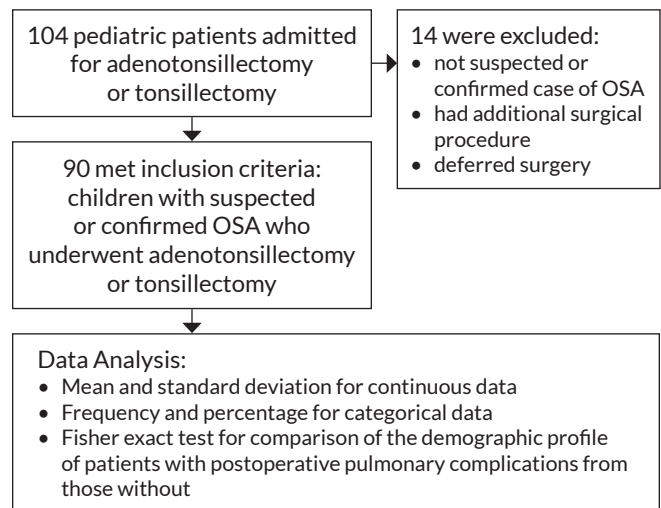 104 pediatric patients admitted
for adenotonsillectomy
or tonsillectomy
14 were excluded:
• not suspected or
confirmed case of OSA
• had additional surgical
procedure
• deferred surgery
90 met inclusion criteria:
children with suspected
or confirmed OSA who
underwent adenotonsillectomy
or tonsillectomy
Data Analysis:
• Mean and standard deviation for continuous data
• Frequency and percentage for categorical data
• Fisher exact test for comparison of the demographic profile
of patients with postoperative pulmonary complications from
those without